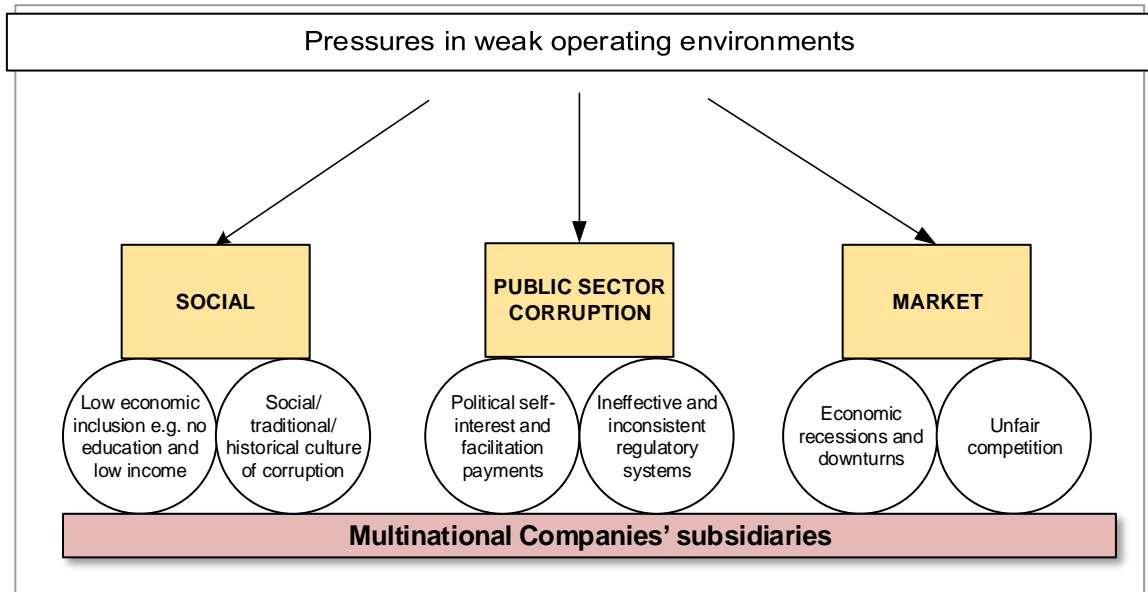 Pressures in weak operating environments
SOCIAL
PUBLIC SECTOR
CORRUPTION
MARKET
Low economic
inclusion e.g. no
education and
low income
Social/
traditional/
historical culture
of corruption
Political self-
interest and
facilitation
payments
Ineffective and
inconsistent
regulatory
systems
Economic
recessions and
downturns
Unfair
competition
Multinational Companies’ subsidiaries